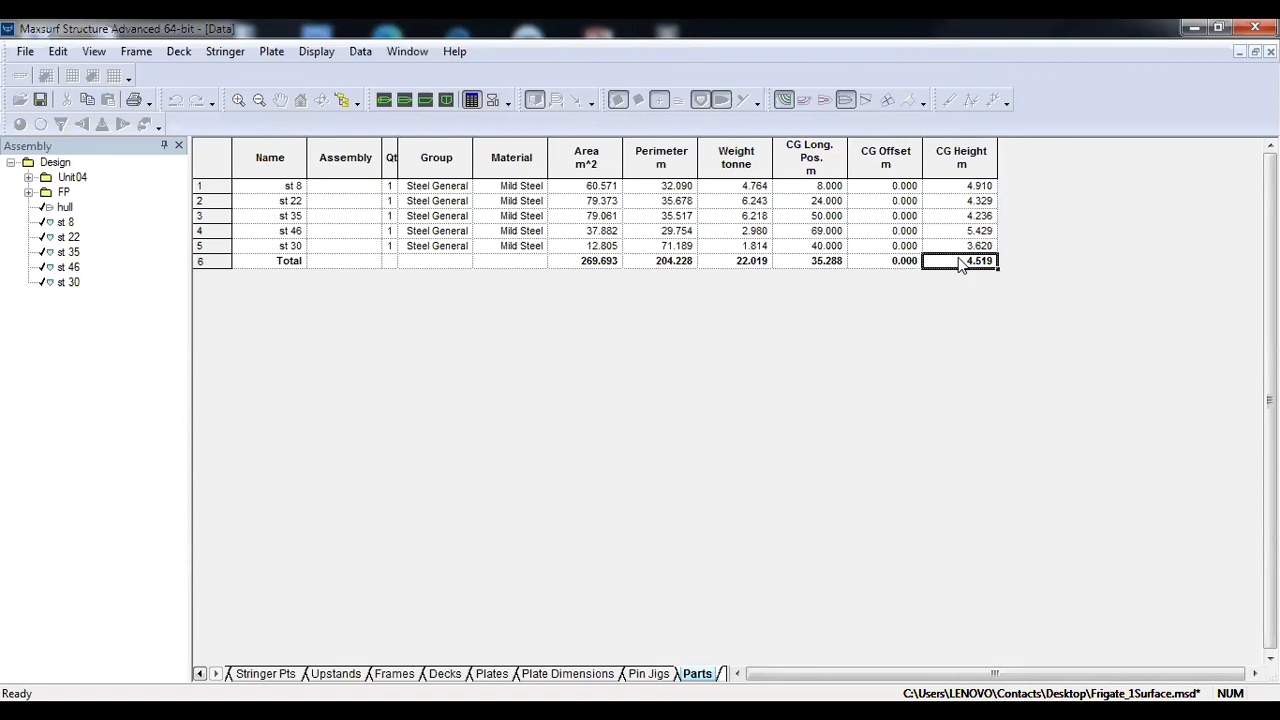 Maxsurf Structure Advanced 64-bit - [Data]
File Edit View Frame Deck Stringer Plate Display Data Window Help
Assembly
Design
Unit04
FP
hull
st 8
st 22
st 35
st 46
st 30
Name Assembly Qt Group Material Area m^2 Perimeter m Weight tonne CG Long. Pos. m CG Offset m CG Height m
1 st 8 1 Steel General Mild Steel 60.571 32.090 4.764 8.000 0.000 4.910
2 st 22 1 Steel General Mild Steel 79.373 35.678 6.243 24.000 0.000 4.329
3 st 35 1 Steel General Mild Steel 79.061 35.517 6.218 50.000 0.000 4.236
4 st 46 1 Steel General Mild Steel 37.882 29.754 2.980 69.000 0.000 5.429
5 st 30 1 Steel General Mild Steel 12.805 71.189 1.814 40.000 0.000 3.620
6 Total 269.693 204.228 22.019 35.288 0.000 4.519
Stringer Pts Upstands Frames Decks Plates Plate Dimensions Pin Jigs Parts
Ready C:\Users\LENOVO\Contacts\Desktop\Frigate_1Surface.msd* NUM